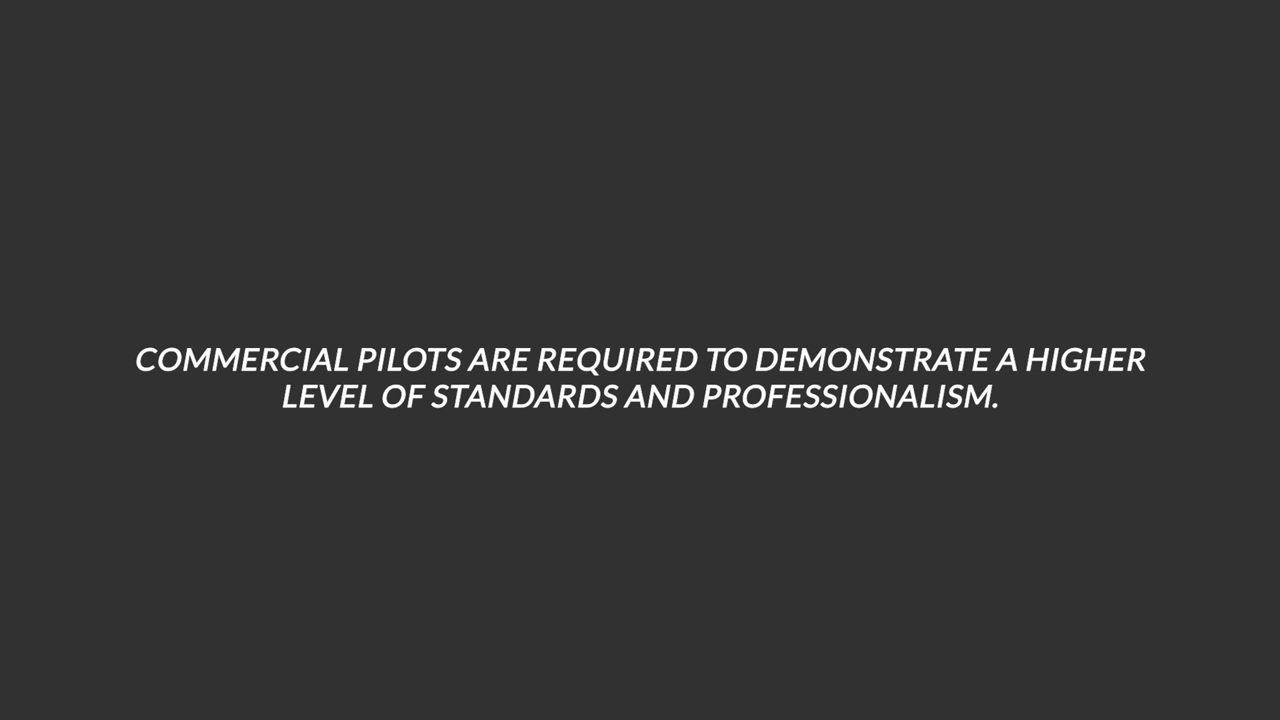 COMMERCIAL PILOTS ARE REQUIRED TO DEMONSTRATE A HIGHER
LEVEL OF STANDARDS AND PROFESSIONALISM.